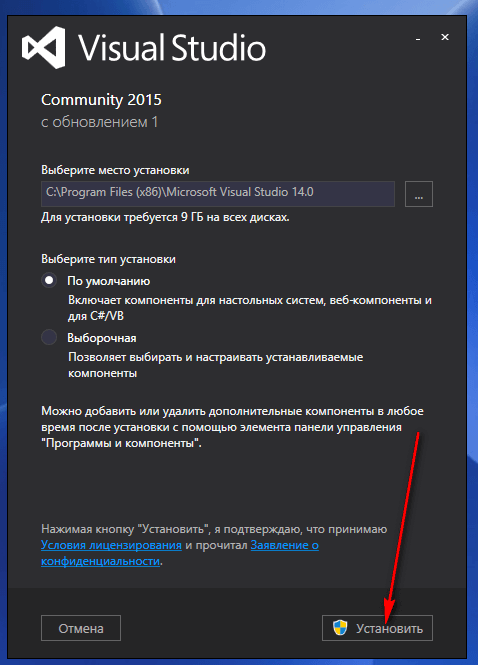 Visual Studio
Community 2015
с обновлением 1
Выберите место установки
C:\Program Files (x86)\Microsoft Visual Studio 14.0
...
Для установки требуется 9 ГБ на всех дисках.
Выберите тип установки
По умолчанию
Включает компоненты для настольных систем, веб-компоненты и
для C#/VB
Выборочная
Позволяет выбирать и настраивать устанавливаемые
компоненты
Можно добавить или удалить дополнительные компоненты в любое
время после установки с помощью элемента панели управления
"Программы и компоненты".
Нажимая кнопку "Установить", я подтверждаю, что принимаю
Условия лицензирования и прочитал Заявление о
конфиденциальности.
Отмена
Установить